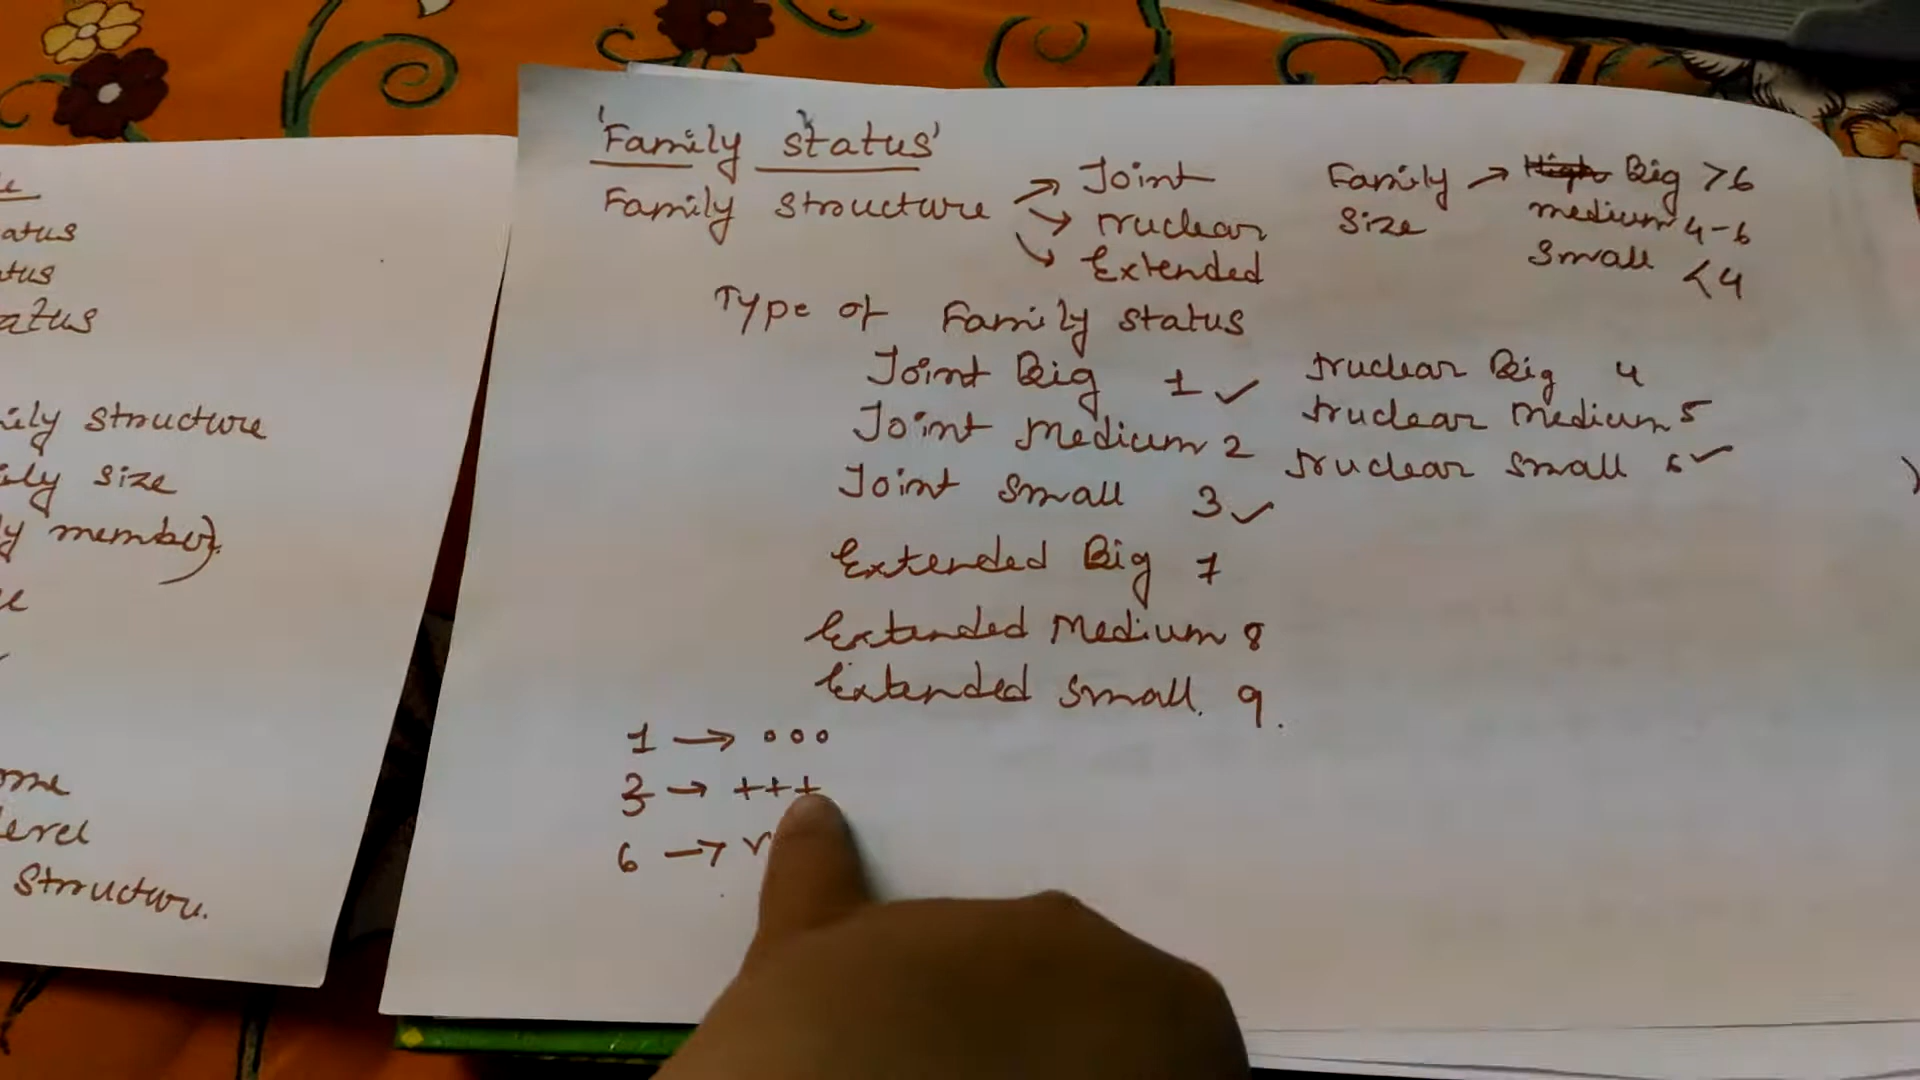 atus
tus
atus
ily structure
ily size
y member)
ome
level
Structure.
'Family status'
Family structure → Joint
→ Nuclear
→ Extended
Family Size → Big >6
medium 4-6
Small <4
Type of Family status
Joint Big 1 ✓
Joint Medium 2
Joint small 3 ✓
Extended Big 7
Extended Medium 8
Extended small. 9.
Nuclear Big 4
Nuclear Medium 5
Nuclear small 6 ✓
1 → ooo
3 → +++
6 →